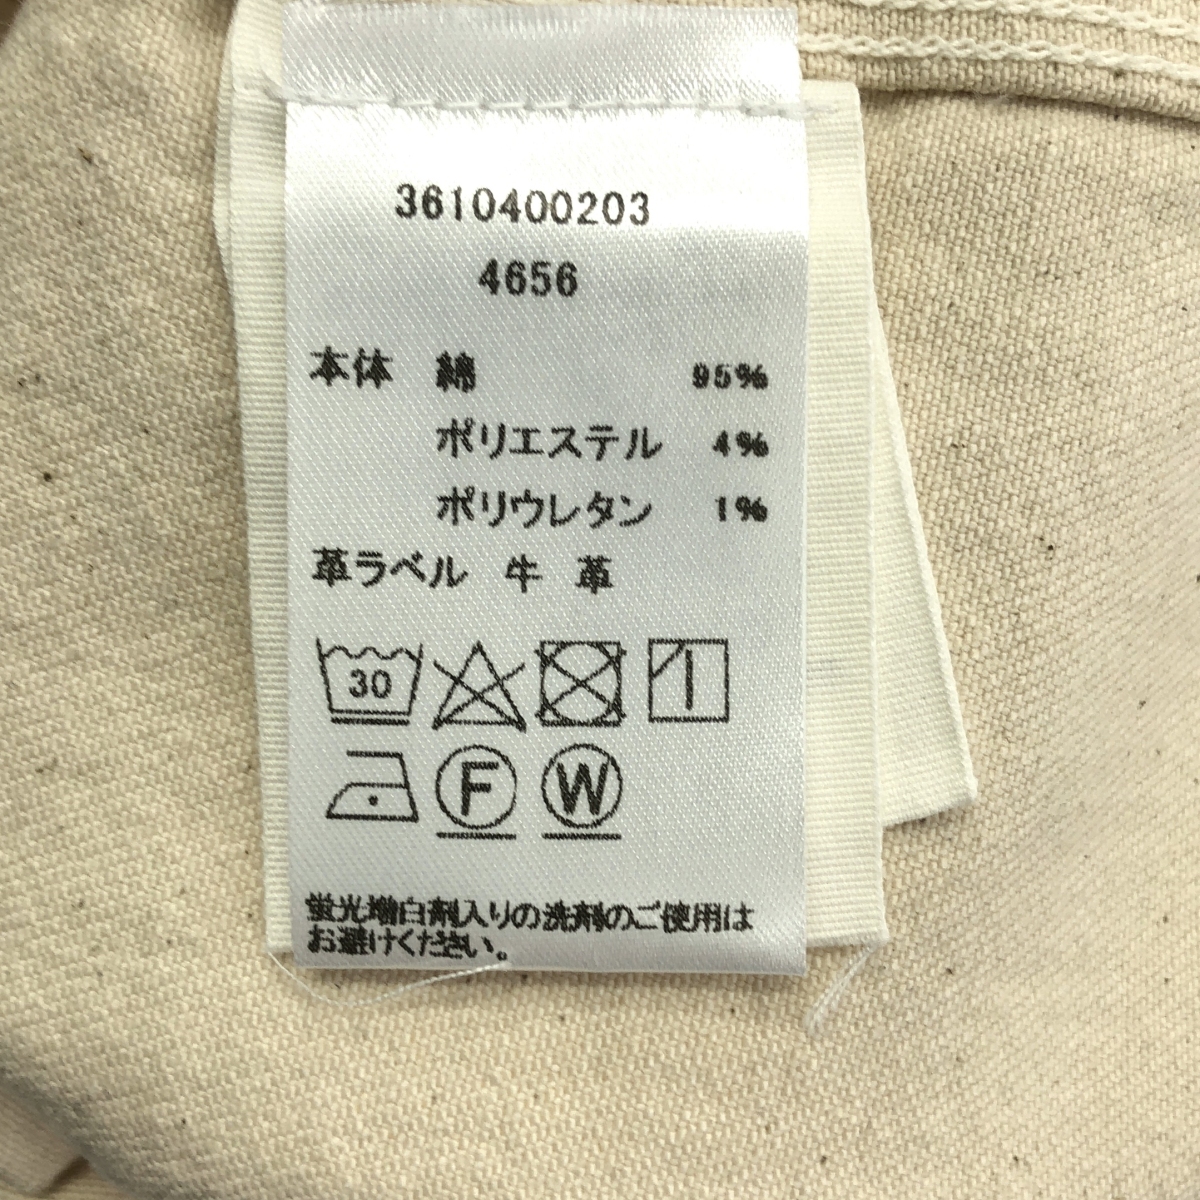 3610400203
4656
本体 綿 95%
ポリエステル 4%
ポリウレタン 1%
革ラベル 牛革
30
F W
蛍光増白剤入りの洗剤のご使用は
お避けください。